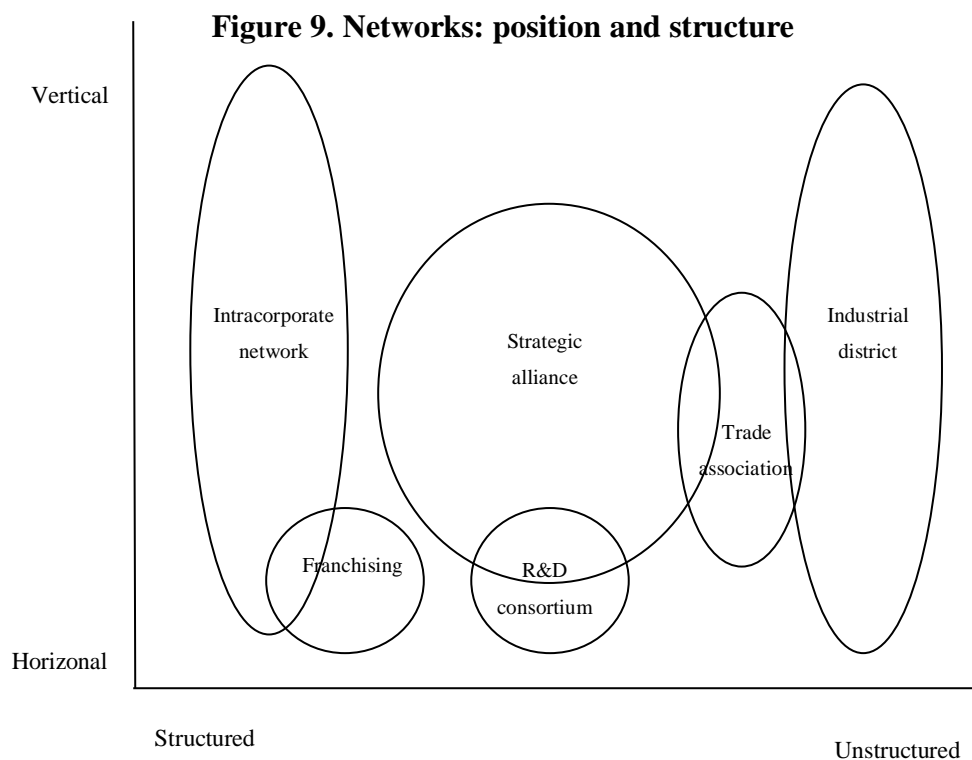 Figure 9. Networks: position and structure
Vertical
Intracorporate
network
Strategic
alliance
Industrial
district
Trade
association
Franchising
R&D
consortium
Horizonal
Structured
Unstructured